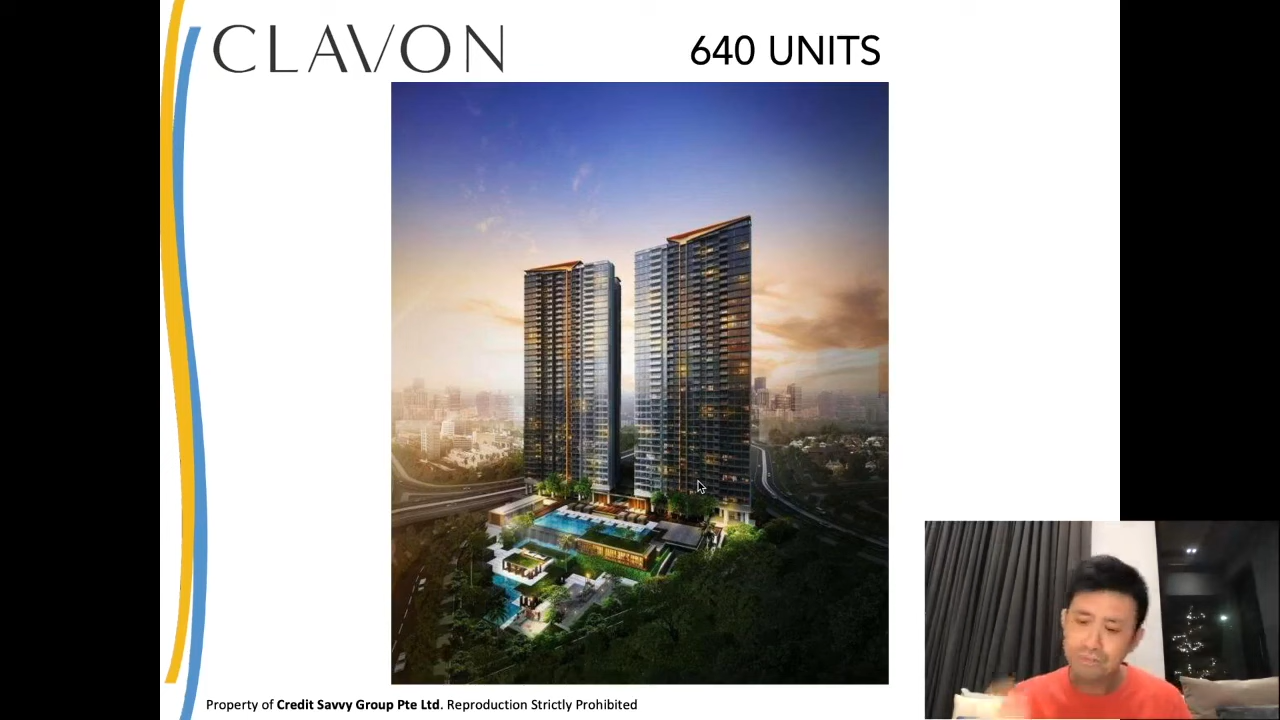 CLAVON
640 UNITS
Property of Credit Savvy Group Pte Ltd. Reproduction Strictly Prohibited